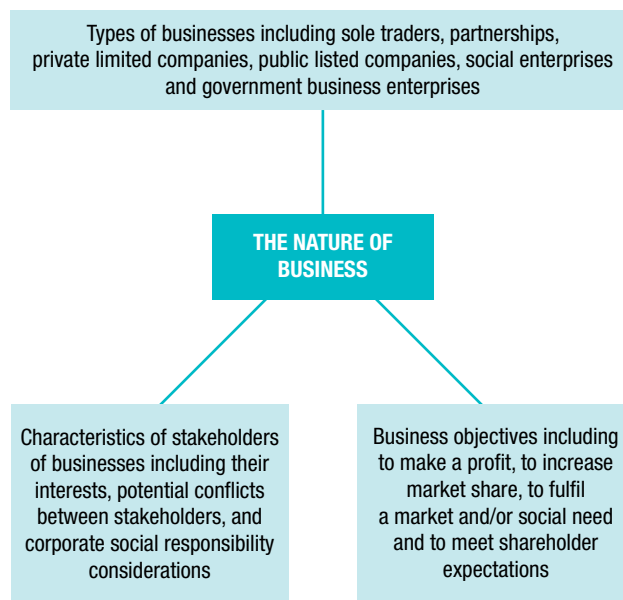 Types of businesses including sole traders, partnerships,
private limited companies, public listed companies, social enterprises
and government business enterprises
THE NATURE OF
BUSINESS
Characteristics of stakeholders
of businesses including their
interests, potential conflicts
between stakeholders, and
corporate social responsibility
considerations
Business objectives including
to make a profit, to increase
market share, to fulfil
a market and/or social need
and to meet shareholder
expectations